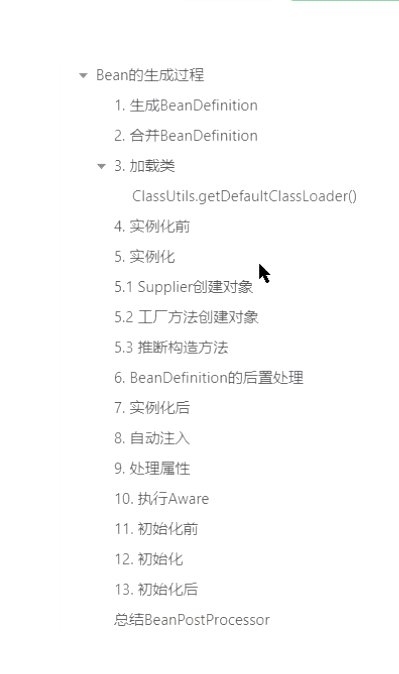 Bean的生成过程
1. 生成BeanDefinition
2. 合并BeanDefinition
3. 加载类
ClassUtils.getDefaultClassLoader()
4. 实例化前
5. 实例化
5.1 Supplier创建对象
5.2 工厂方法创建对象
5.3 推断构造方法
6. BeanDefinition的后置处理
7. 实例化后
8. 自动注入
9. 处理属性
10. 执行Aware
11. 初始化前
12. 初始化
13. 初始化后
总结BeanPostProcessor